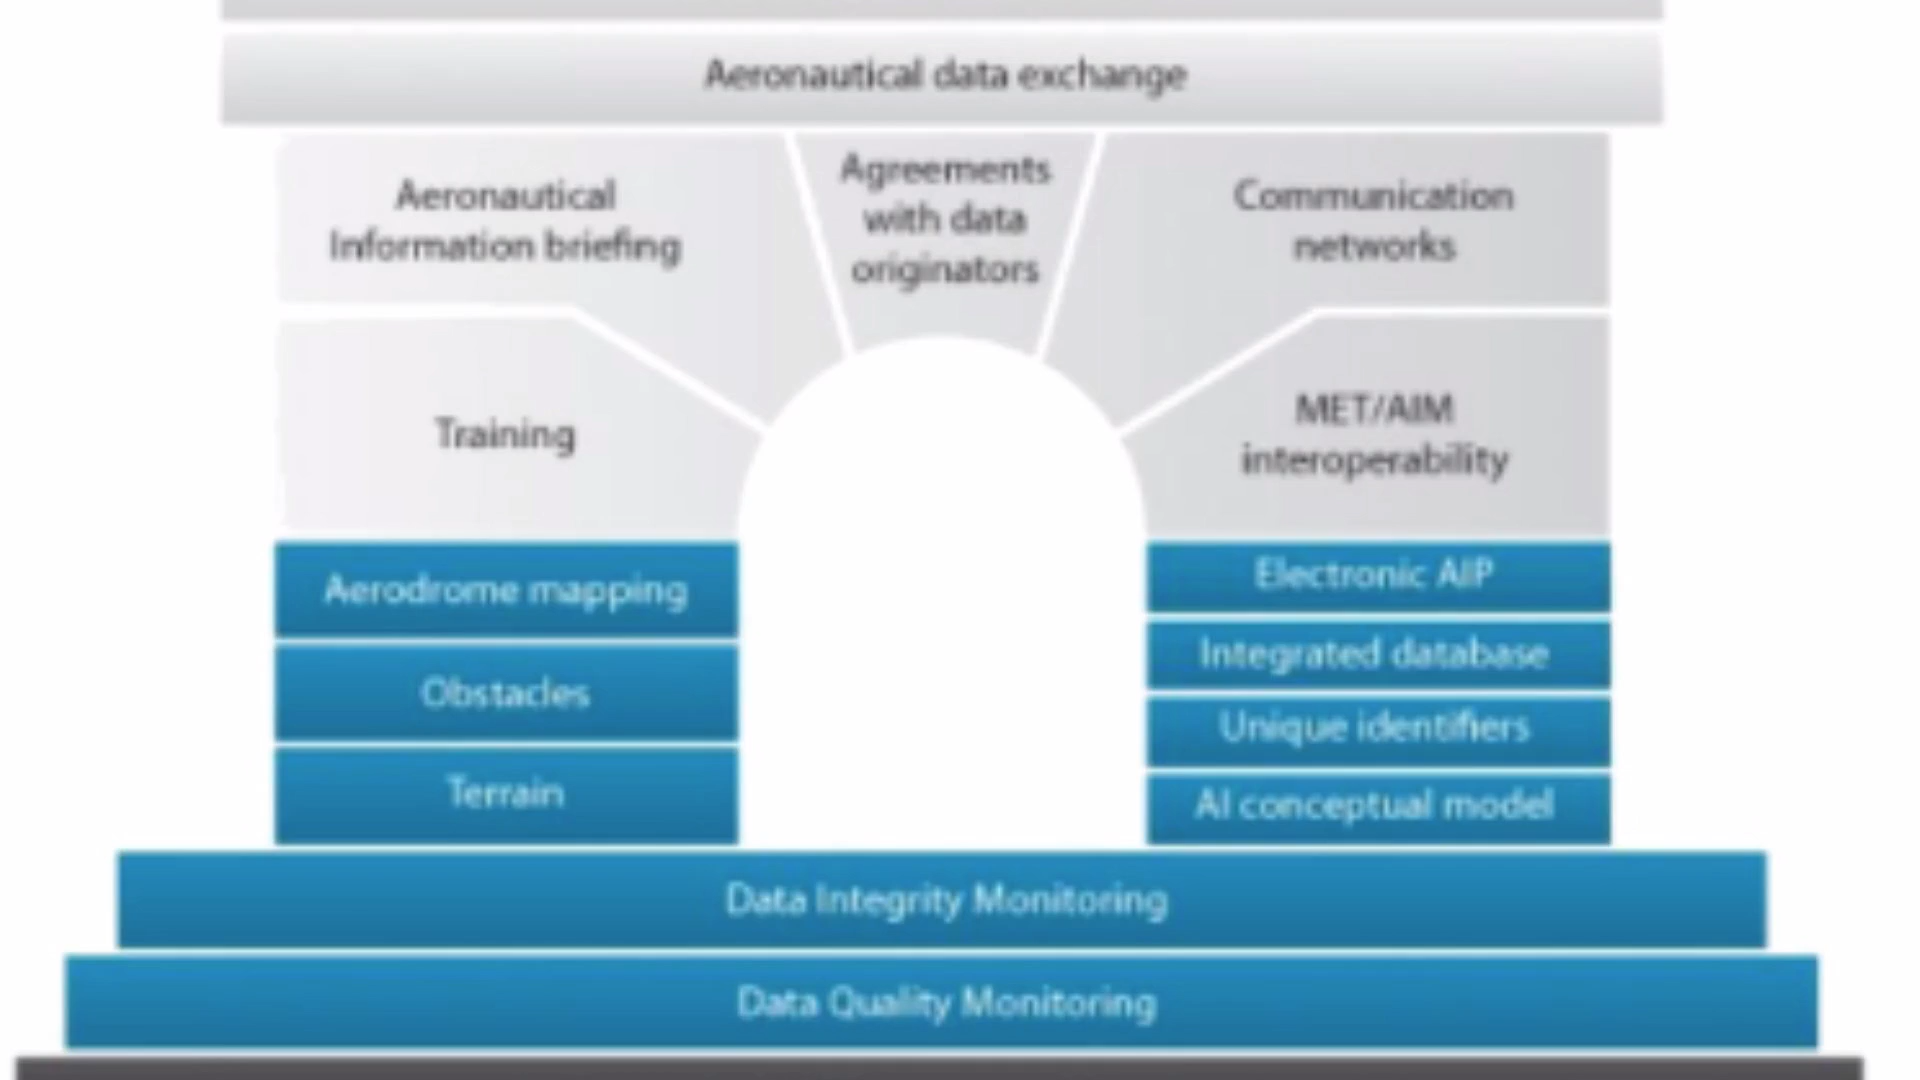 Aeronautical data exchange
Aeronautical
Information briefing
Agreements
with data
originators
Communication
networks
Training
MET/AIM
interoperability
Aerodrome mapping
Obstacles
Terrain
Electronic AIP
Integrated database
Unique identifiers
AI conceptual model
Data Integrity Monitoring
Data Quality Monitoring